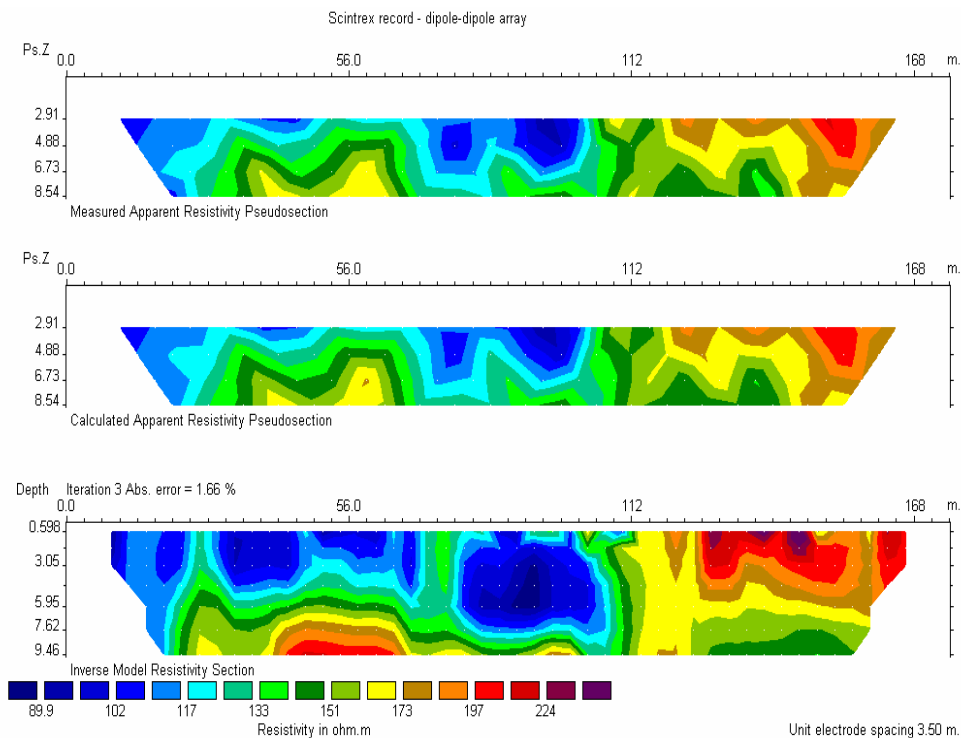 Scintrex record - dipole-dipole array
Ps.Z 0.0 56.0 112 168 m.
2.91
4.88
6.73
8.54
Measured Apparent Resistivity Pseudosection
Ps.Z 0.0 56.0 112 168 m.
2.91
4.88
6.73
8.54
Calculated Apparent Resistivity Pseudosection
Depth Iteration 3 Abs. error = 1.66 %
0.0 56.0 112 168 m.
0.598
3.05
5.95
7.62
9.46
Inverse Model Resistivity Section
89.9 102 117 133 151 173 197 224
Resistivity in ohm.m
Unit electrode spacing 3.50 m.